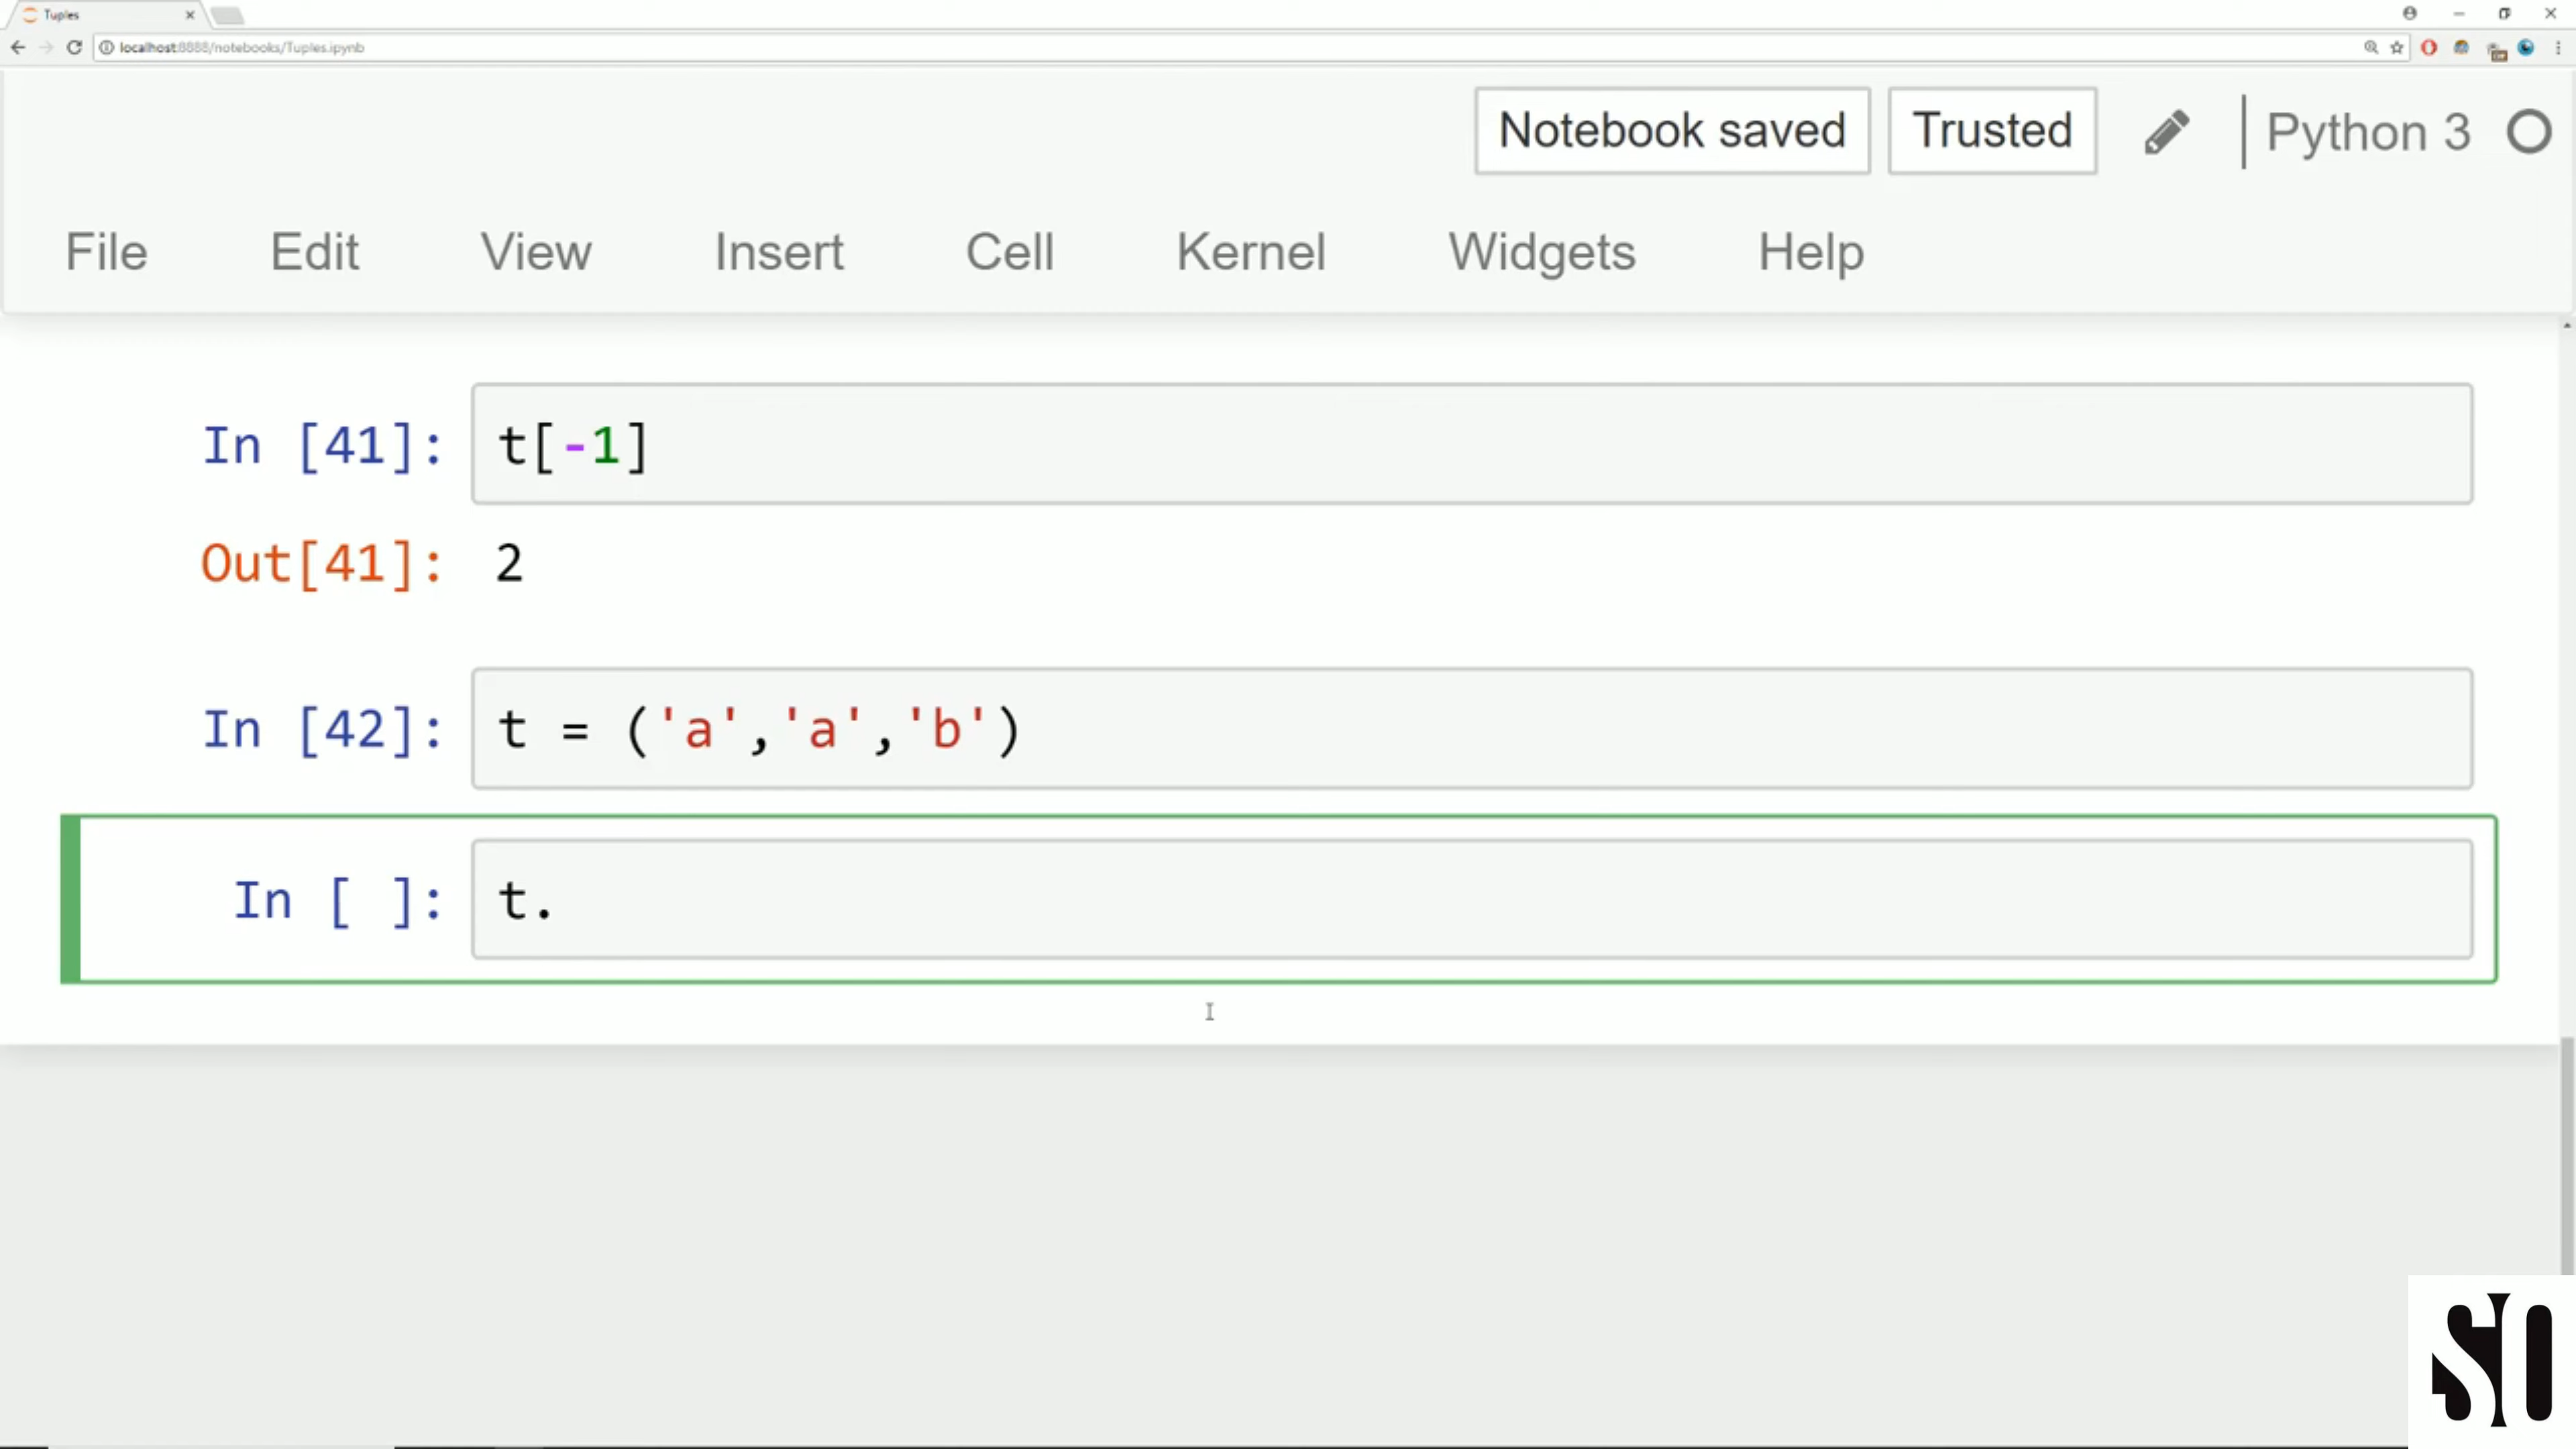 Tuples
localhost:8888/notebooks/Tuples.ipynb
Notebook saved Trusted Python 3
File Edit View Insert Cell Kernel Widgets Help
In [41]: t[-1]
Out[41]: 2
In [42]: t = ('a','a','b')
In [ ]: t.